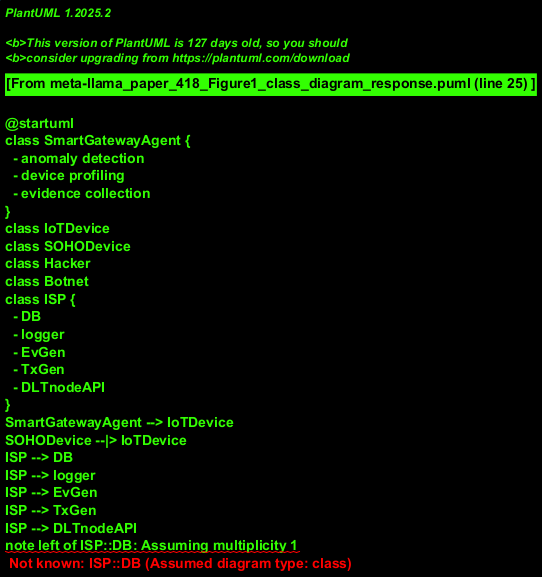 PlantUML 1.2025.2
<b>This version of PlantUML is 127 days old, so you should
<b>consider upgrading from https://plantuml.com/download
[From meta-llama_paper_418_Figure1_class_diagram_response.puml (line 25) ]
@startuml
class SmartGatewayAgent {
- anomaly detection
- device profiling
- evidence collection
}
class IoTDevice
class SOHODevice
class Hacker
class Botnet
class ISP {
- DB
- logger
- EvGen
- TxGen
- DLTnodeAPI
}
SmartGatewayAgent --> IoTDevice
SOHODevice --|> IoTDevice
ISP --> DB
ISP --> logger
ISP --> EvGen
ISP --> TxGen
ISP --> DLTnodeAPI
note left of ISP::DB: Assuming multiplicity 1
Not known: ISP::DB (Assumed diagram type: class)